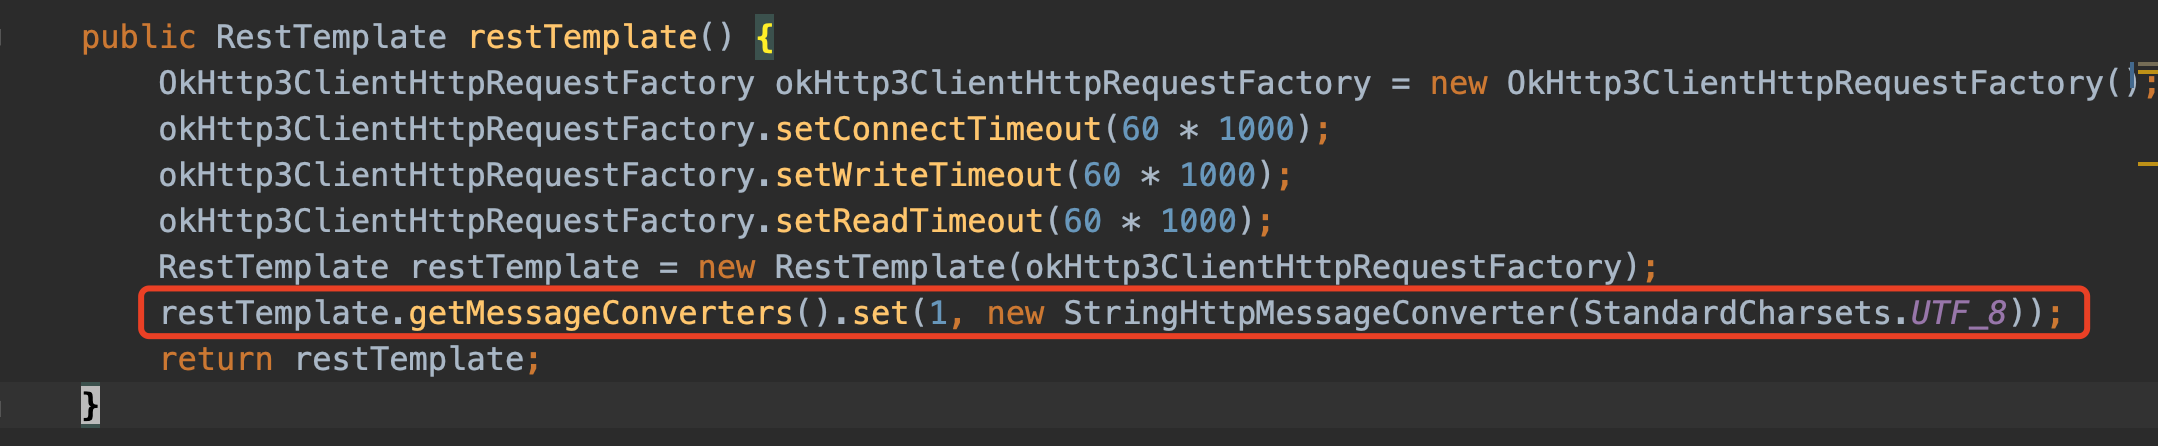 public RestTemplate restTemplate() {
OkHttp3ClientHttpRequestFactory okHttp3ClientHttpRequestFactory = new OkHttp3ClientHttpRequestFactory();
okHttp3ClientHttpRequestFactory.setConnectTimeout(60 * 1000);
okHttp3ClientHttpRequestFactory.setWriteTimeout(60 * 1000);
okHttp3ClientHttpRequestFactory.setReadTimeout(60 * 1000);
RestTemplate restTemplate = new RestTemplate(okHttp3ClientHttpRequestFactory);
restTemplate.getMessageConverters().set(1, new StringHttpMessageConverter(StandardCharsets.UTF_8));
return restTemplate;
}